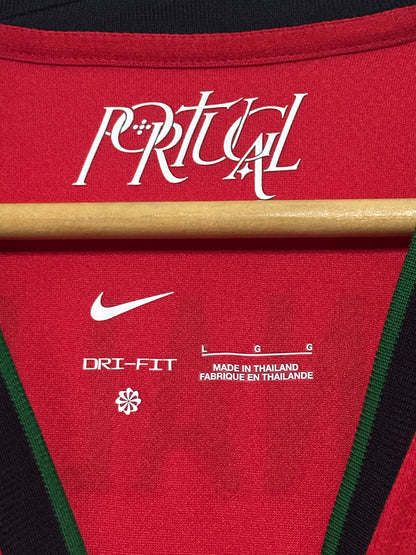 PORTUGAL
DRI-FIT
L G G
MADE IN THAILAND
FABRIQUE EN THAILANDE